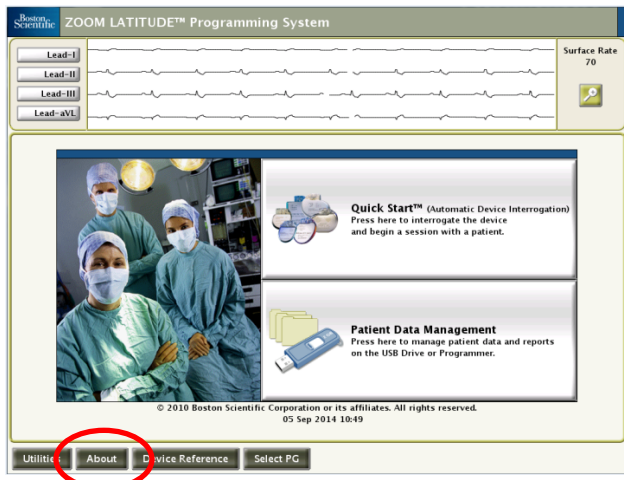 Boston
Scientific
ZOOM LATITUDE™ Programming System
Lead-I
Lead-II
Lead-III
Lead-aVL
Surface Rate
70
Quick Start™ (Automatic Device Interrogation)
Press here to interrogate the device
and begin a session with a patient.
Patient Data Management
Press here to manage patient data and reports
on the USB Drive or Programmer.
© 2010 Boston Scientific Corporation or its affiliates. All rights reserved.
05 Sep 2014 10:49
Utilities About Device Reference Select PG